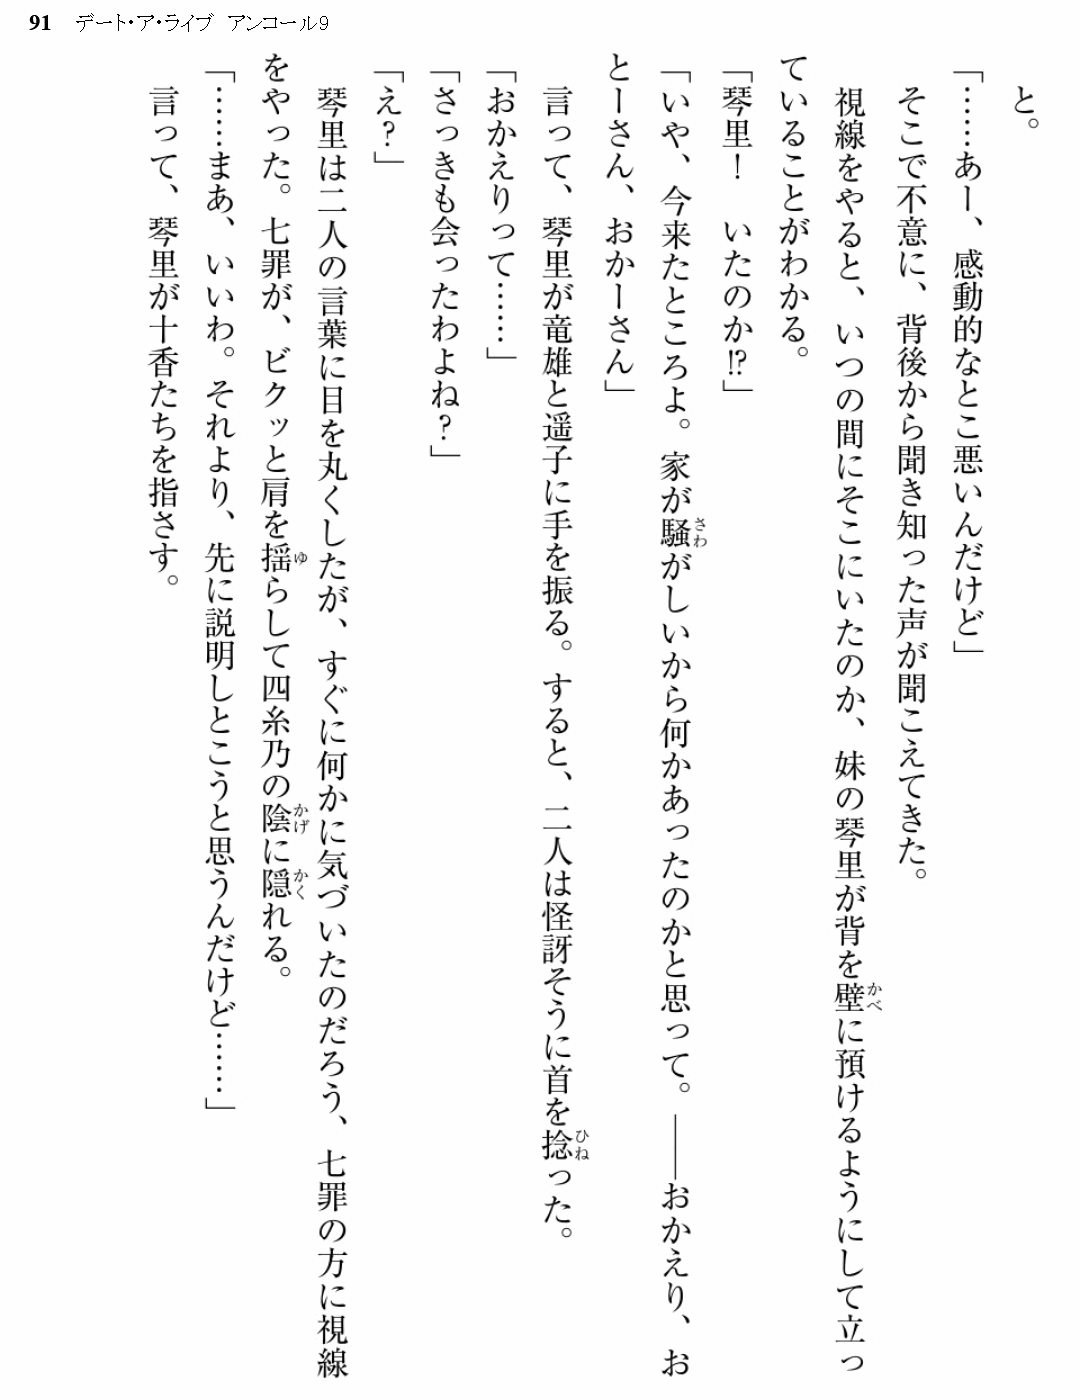 91 デート・ア・ライブ アンコール9
と。
「……あー、感動的なとこ悪いんだけど」
そこで不意に、背後から聞き知った声が聞こえてきた。
視線をやると、いつの間にそこにいたのか、妹の琴里が背を壁に預けるようにして立っ
ていることがわかる。
「琴里！　いたのか!?」
「いや、今来たところよ。家が騒がしいから何かあったのかと思って。――おかえり、お
とーさん、おかーさん」
言って、琴里が竜雄と遥子に手を振る。すると、二人は怪訝そうに首を捻った。
「おかえりって……」
「さっきも会ったわよね？」
「え？」
琴里は二人の言葉に目を丸くしたが、すぐに何かに気づいたのだろう、七罪の方に視線
をやった。七罪が、ビクッと肩を揺らして四糸乃の陰に隠れる。
「……まあ、いいわ。それより、先に説明しとこうと思うんだけど……」
言って、琴里が十香たちを指さす。